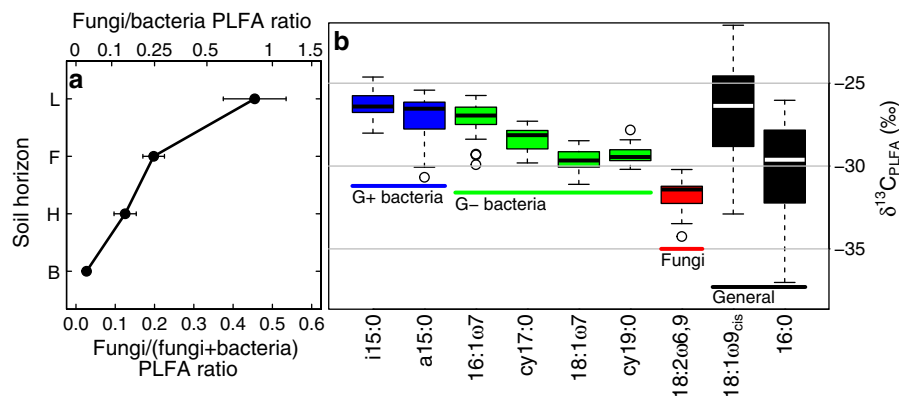 Fungi/bacteria PLFA ratio
0 0.1 0.25 0.5 1 1.5
a
Soil horizon
L
F
H
B
0.0 0.1 0.2 0.3 0.4 0.5 0.6
Fungi/(fungi+bacteria)
PLFA ratio
b
G+ bacteria
G− bacteria
Fungi
General
−25
−30
−35
δ13CPLFA (‰)
i15:0
a15:0
16:1ω7
cy17:0
18:1ω7
cy19:0
18:2ω6,9
18:1ω9cis
16:0